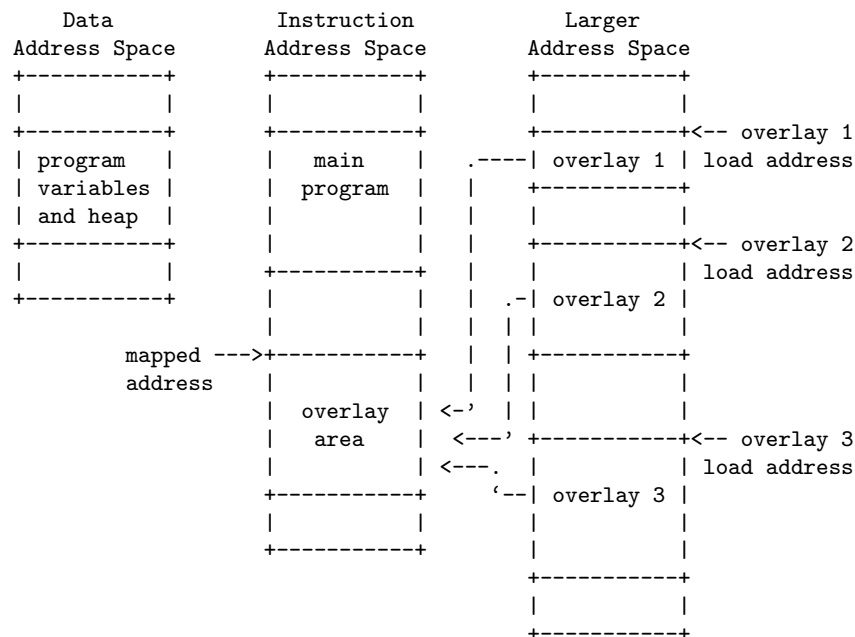 Data             Instruction            Larger
Address Space       Address Space        Address Space
+-----------+       +-----------+        +-----------+
|           |       |           |        |           |
+-----------+       +-----------+        +-----------+<-- overlay 1
| program   |       |   main    |   .----| overlay 1 | load address
| variables |       |  program  |   |    +-----------+
| and heap  |       |           |   |    |           |
+-----------+       |           |   |    +-----------+<-- overlay 2
|           |       +-----------+   |    |           | load address
+-----------+       |           |   |  .-| overlay 2 |
                    |           |   |  | |           |
         mapped --->+-----------+   |  | +-----------+
         address    |           |   |  | |           |
                    |  overlay  | <-'  | |           |
                    |   area    |  <---' +-----------+<-- overlay 3
                    |           | <---.  |           | load address
                    +-----------+     `--| overlay 3 |
                    |           |        |           |
                    +-----------+        |           |
                                         +-----------+
                                         |           |
                                         +-----------+